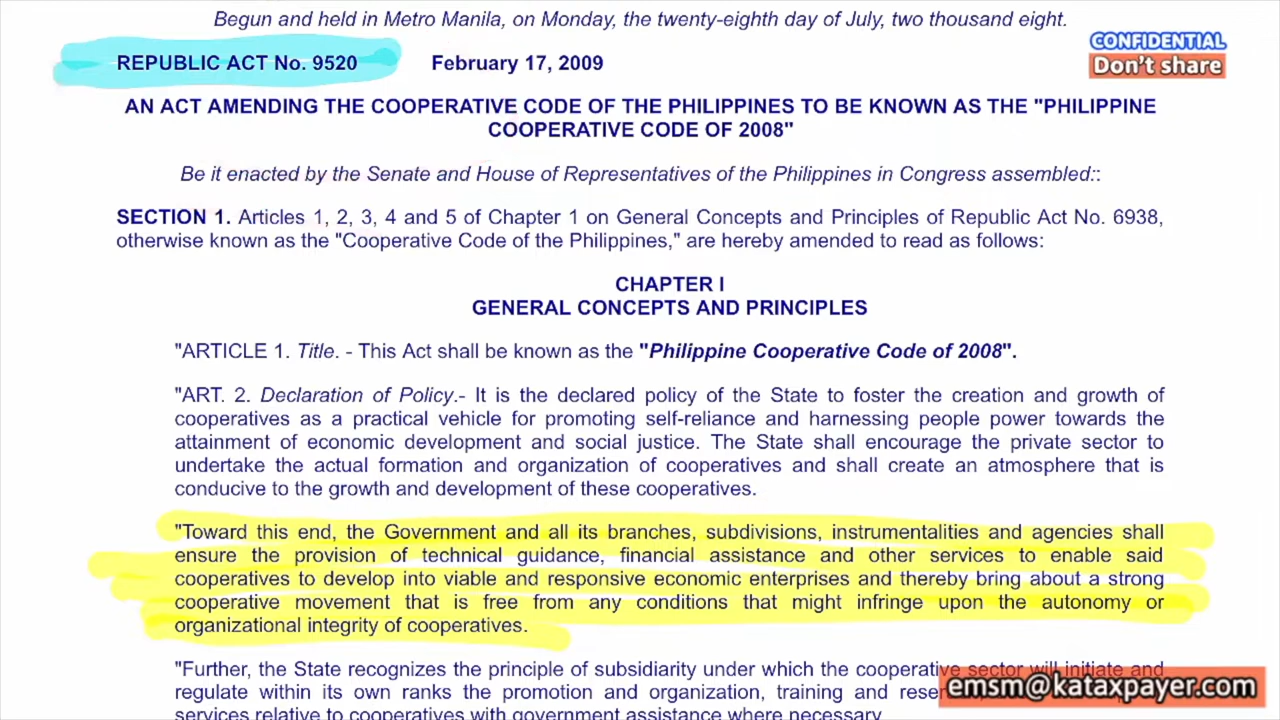 Begun and held in Metro Manila, on Monday, the twenty-eighth day of July, two thousand eight.
CONFIDENTIAL
Don't share
REPUBLIC ACT No. 9520 February 17, 2009
AN ACT AMENDING THE COOPERATIVE CODE OF THE PHILIPPINES TO BE KNOWN AS THE "PHILIPPINE
COOPERATIVE CODE OF 2008"
Be it enacted by the Senate and House of Representatives of the Philippines in Congress assembled::
SECTION 1. Articles 1, 2, 3, 4 and 5 of Chapter 1 on General Concepts and Principles of Republic Act No. 6938,
otherwise known as the "Cooperative Code of the Philippines," are hereby amended to read as follows:
CHAPTER I
GENERAL CONCEPTS AND PRINCIPLES
"ARTICLE 1. Title. - This Act shall be known as the "Philippine Cooperative Code of 2008".
"ART. 2. Declaration of Policy.- It is the declared policy of the State to foster the creation and growth of
cooperatives as a practical vehicle for promoting self-reliance and harnessing people power towards the
attainment of economic development and social justice. The State shall encourage the private sector to
undertake the actual formation and organization of cooperatives and shall create an atmosphere that is
conducive to the growth and development of these cooperatives.
"Toward this end, the Government and all its branches, subdivisions, instrumentalities and agencies shall
ensure the provision of technical guidance, financial assistance and other services to enable said
cooperatives to develop into viable and responsive economic enterprises and thereby bring about a strong
cooperative movement that is free from any conditions that might infringe upon the autonomy or
organizational integrity of cooperatives.
"Further, the State recognizes the principle of subsidiarity under which the cooperative sector will initiate and
regulate within its own ranks the promotion and organization, training and
services relative to cooperatives with government assistance where necessary.
emsm@kataxpayer.com